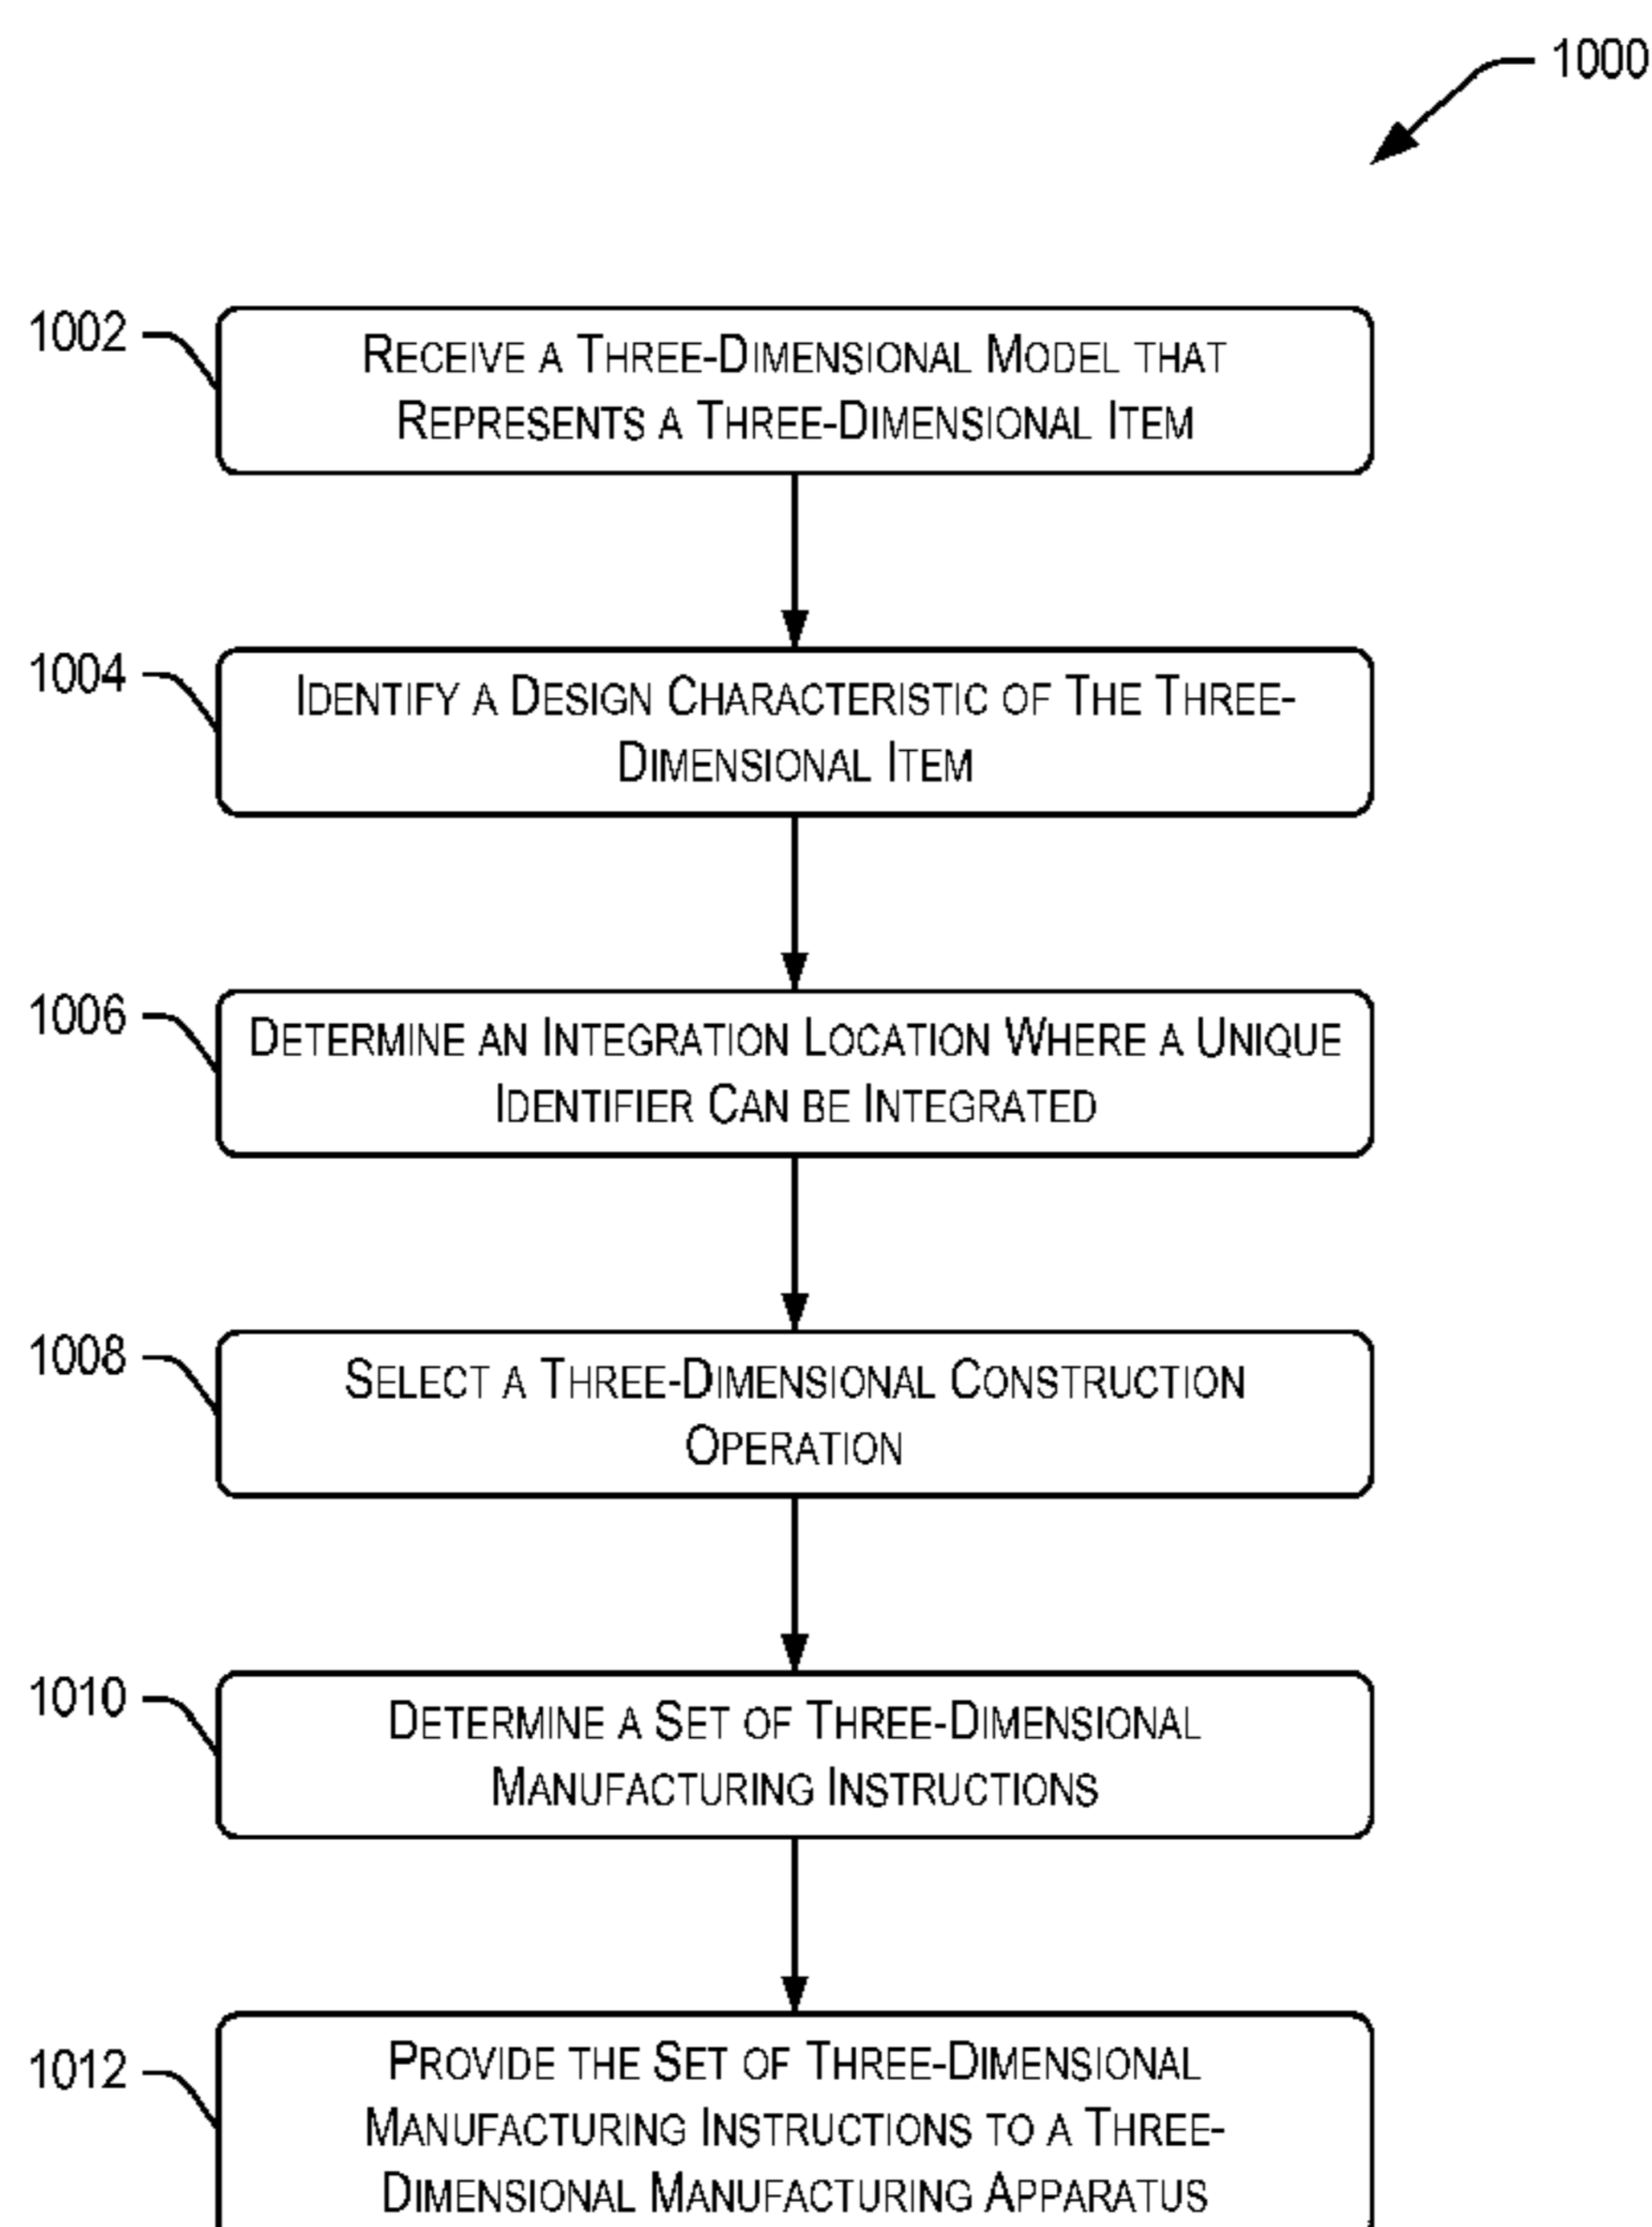 1000
1002
RECEIVE A THREE-DIMENSIONAL MODEL THAT
REPRESENTS A THREE-DIMENSIONAL ITEM
1004
IDENTIFY A DESIGN CHARACTERISTIC OF THE THREE-
DIMENSIONAL ITEM
1006
DETERMINE AN INTEGRATION LOCATION WHERE A UNIQUE
IDENTIFIER CAN BE INTEGRATED
1008
SELECT A THREE-DIMENSIONAL CONSTRUCTION
OPERATION
1010
DETERMINE A SET OF THREE-DIMENSIONAL
MANUFACTURING INSTRUCTIONS
1012
PROVIDE THE SET OF THREE-DIMENSIONAL
MANUFACTURING INSTRUCTIONS TO A THREE-
DIMENSIONAL MANUFACTURING APPARATUS